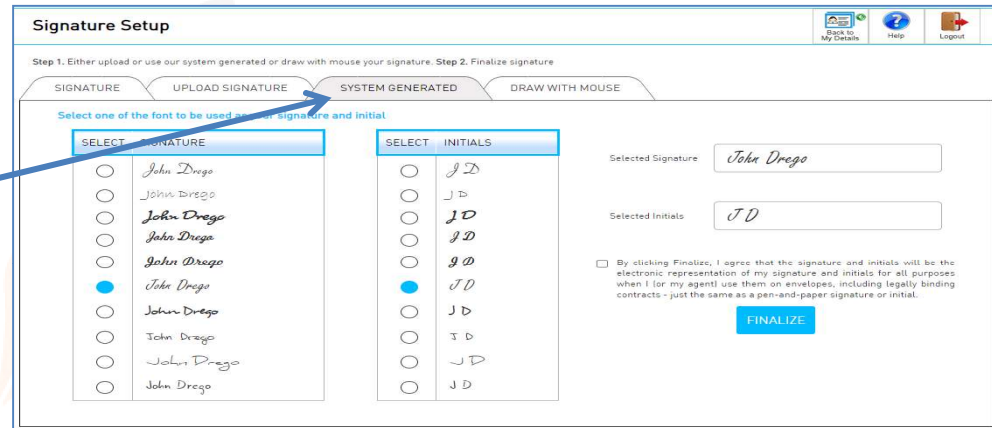 Signature Setup
Back to
My Details
Help
Logout
Step 1. Either upload or use our system generated or draw with mouse your signature. Step 2. Finalize signature
SIGNATURE UPLOAD SIGNATURE SYSTEM GENERATED DRAW WITH MOUSE
Select one of the font to be used as your signature and initial
SELECT SIGNATURE SELECT INITIALS
John Drego J D
John Drego J D
John Drego J D
John Drego J D
John Drego J D
John Drego J D
John Drego J D
John Drego J D
John Drego J D
John Drego J D
Selected Signature John Drego
Selected Initials J D
By clicking Finalize, I agree that the signature and initials will be the
electronic representation of my signature and initials for all purposes
when I (or my agent) use them on envelopes, including legally binding
contracts - just the same as a pen-and-paper signature or initial.
FINALIZE